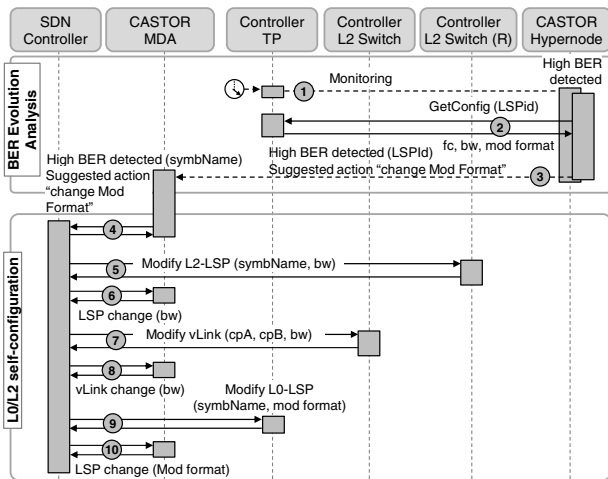 SDN
Controller
CASTOR
MDA
Controller
TP
Controller
L2 Switch
Controller
L2 Switch (R)
CASTOR
Hypernode
BER Evolution
Analysis
High BER
detected
1
Monitoring
GetConfig (LSPid)
2
fc, bw, mod format
High BER detected (LSPId)
Suggested action “change Mod Format”
3
High BER detected (symbName)
Suggested action
“change Mod
Format”
4
L0/L2 self-configuration
5
Modify L2-LSP (symbName, bw)
6
LSP change (bw)
7
Modify vLink (cpA, cpB, bw)
8
vLink change (bw)
Modify L0-LSP
(symbName, mod format)
9
10
LSP change (Mod format)